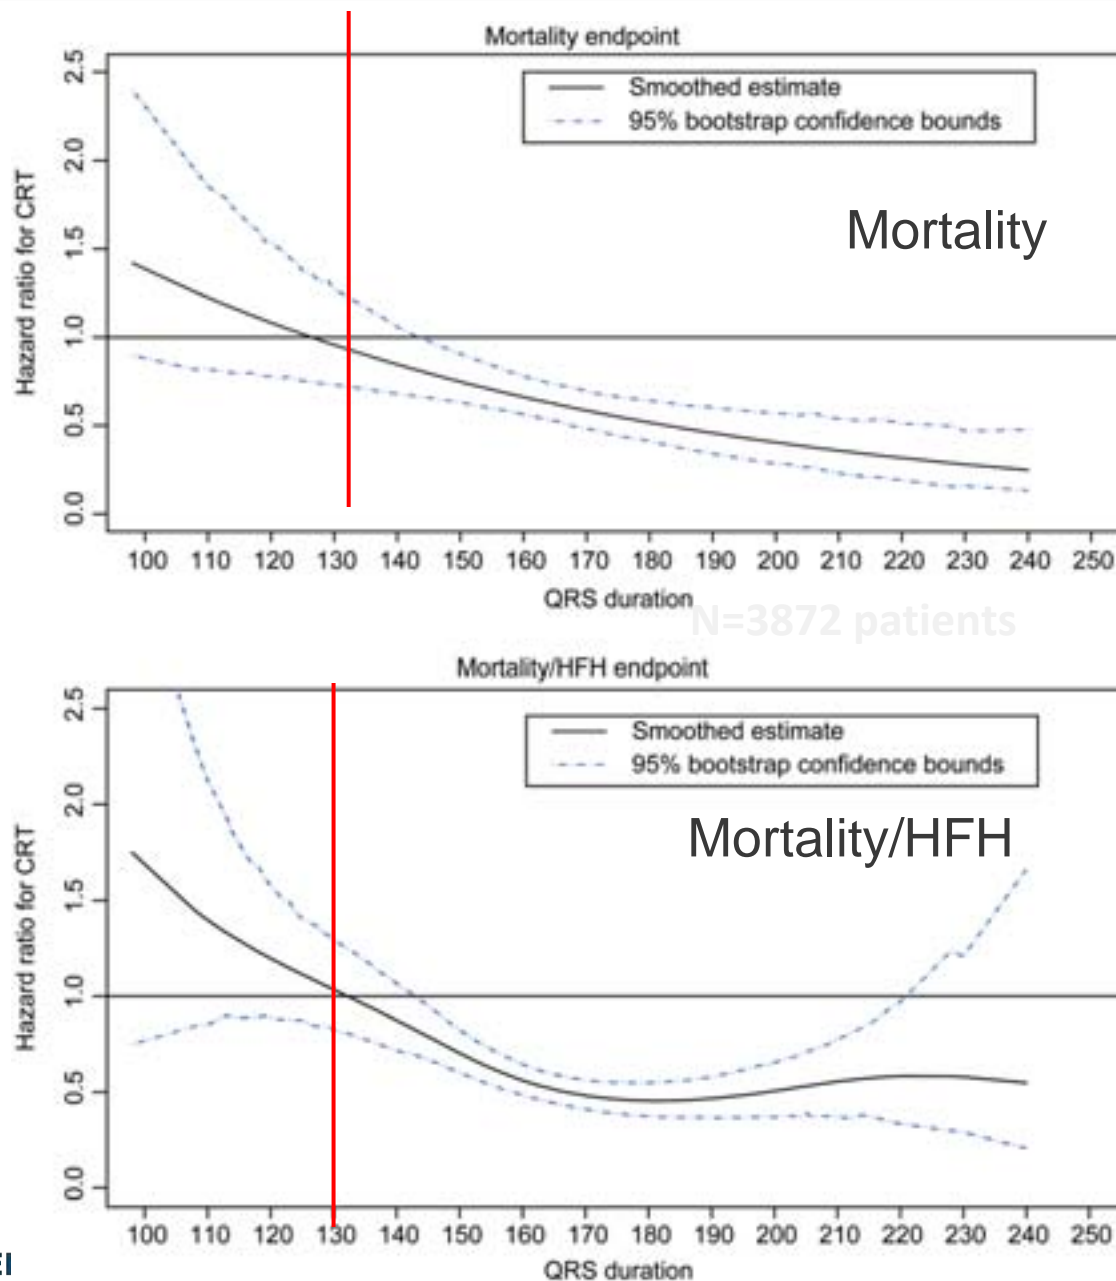 Mortality endpoint
Smoothed estimate
95% bootstrap confidence bounds
Mortality
Hazard ratio for CRT
2.5
2.0
1.5
1.0
0.5
0.0
100 110 120 130 140 150 160 170 180 190 200 210 220 230 240 250
QRS duration
N=3872 patients
Mortality/HFH endpoint
Smoothed estimate
95% bootstrap confidence bounds
Mortality/HFH
Hazard ratio for CRT
2.5
2.0
1.5
1.0
0.5
0.0
100 110 120 130 140 150 160 170 180 190 200 210 220 230 240 250
QRS duration